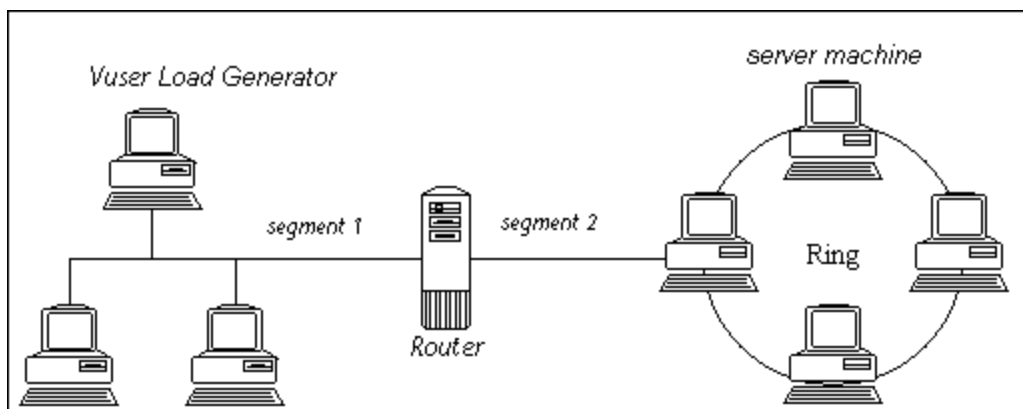 Vuser Load Generator
server machine
segment 1
segment 2
Ring
Router